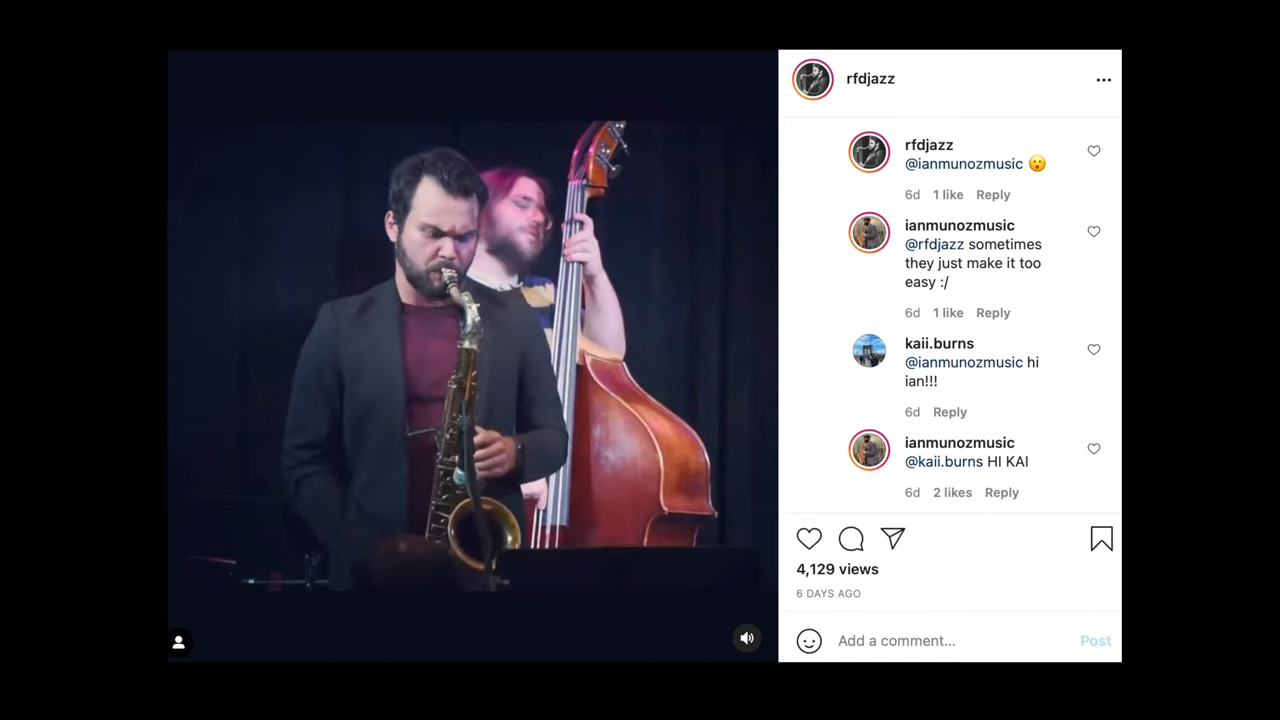 rfdjazz
rfdjazz
@ianmunozmusic 😮
6d 1 like Reply
ianmunozmusic
@rfdjazz sometimes
they just make it too
easy :/
6d 1 like Reply
kaii.burns
@ianmunozmusic hi
ian!!!
6d Reply
ianmunozmusic
@kaii.burns HI KAI
6d 2 likes Reply
4,129 views
6 DAYS AGO
Add a comment...
Post